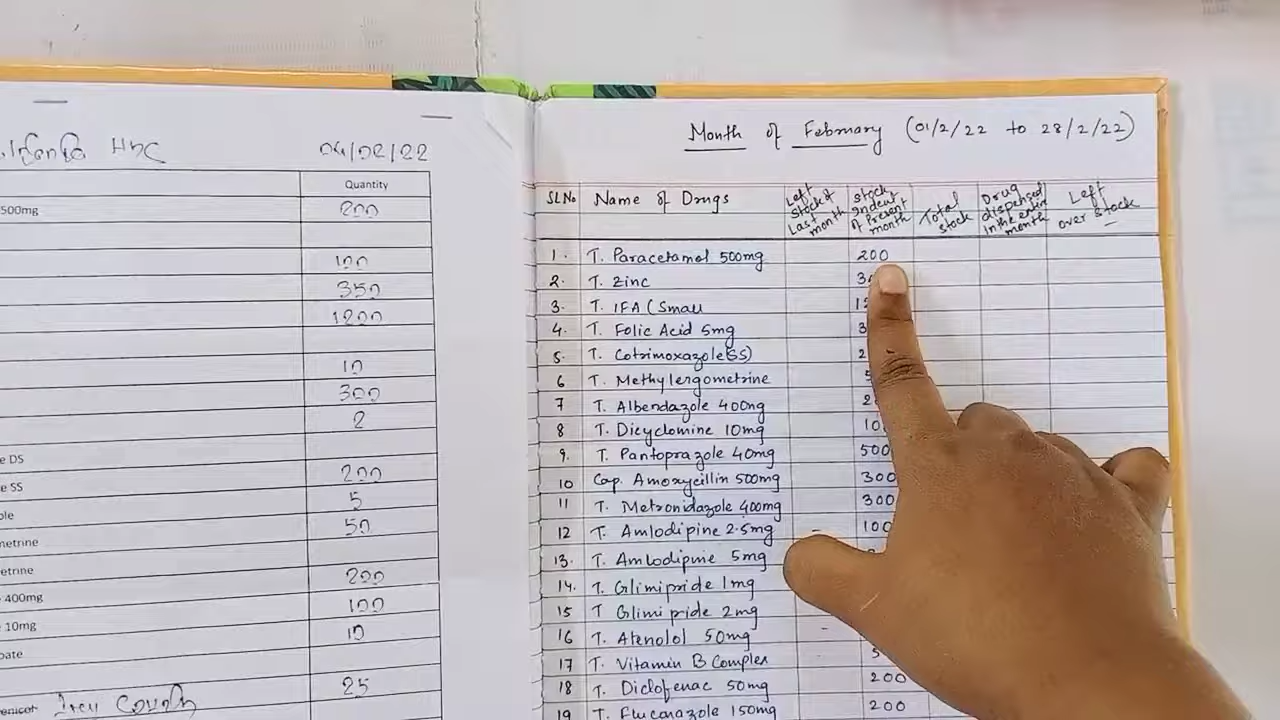 HSC 04/02/22
Quantity
500mg 200
100
350
1200
10
300
2
e DS
e SS 200
ole 5
metrine 50
etrine
400mg 200
10mg 100
bate 10
25
Month of February (01/2/22 to 28/2/22)
SL No Name of Drugs Left Stock of Last month Stock Indent of Present month Total stock Drug dispensed in the entire month Left over stock
1. T. Paracetamol 500mg 200
2. T. Zinc
3. T. IFA (Small
4. T. Folic Acid 5mg
5. T. Cotrimoxazole(SS)
6 T. Methylergometrine
7 T. Albendazole 400mg
8 T. Dicyclomine 10mg
9. T. Pantoprazole 40mg 500
10 Cap. Amoxycillin 500mg 300
11 T. Metronidazole 400mg 300
12 T. Amlodipine 2.5mg 100
13. T. Amlodipine 5mg
14. T. Glimipride 1mg
15 T Glimipride 2mg
16 T. Atenolol 50mg
17 T. Vitamin B Complex
18 T. Diclofenac 50mg 200
19 T. Fluconazole 150mg 200